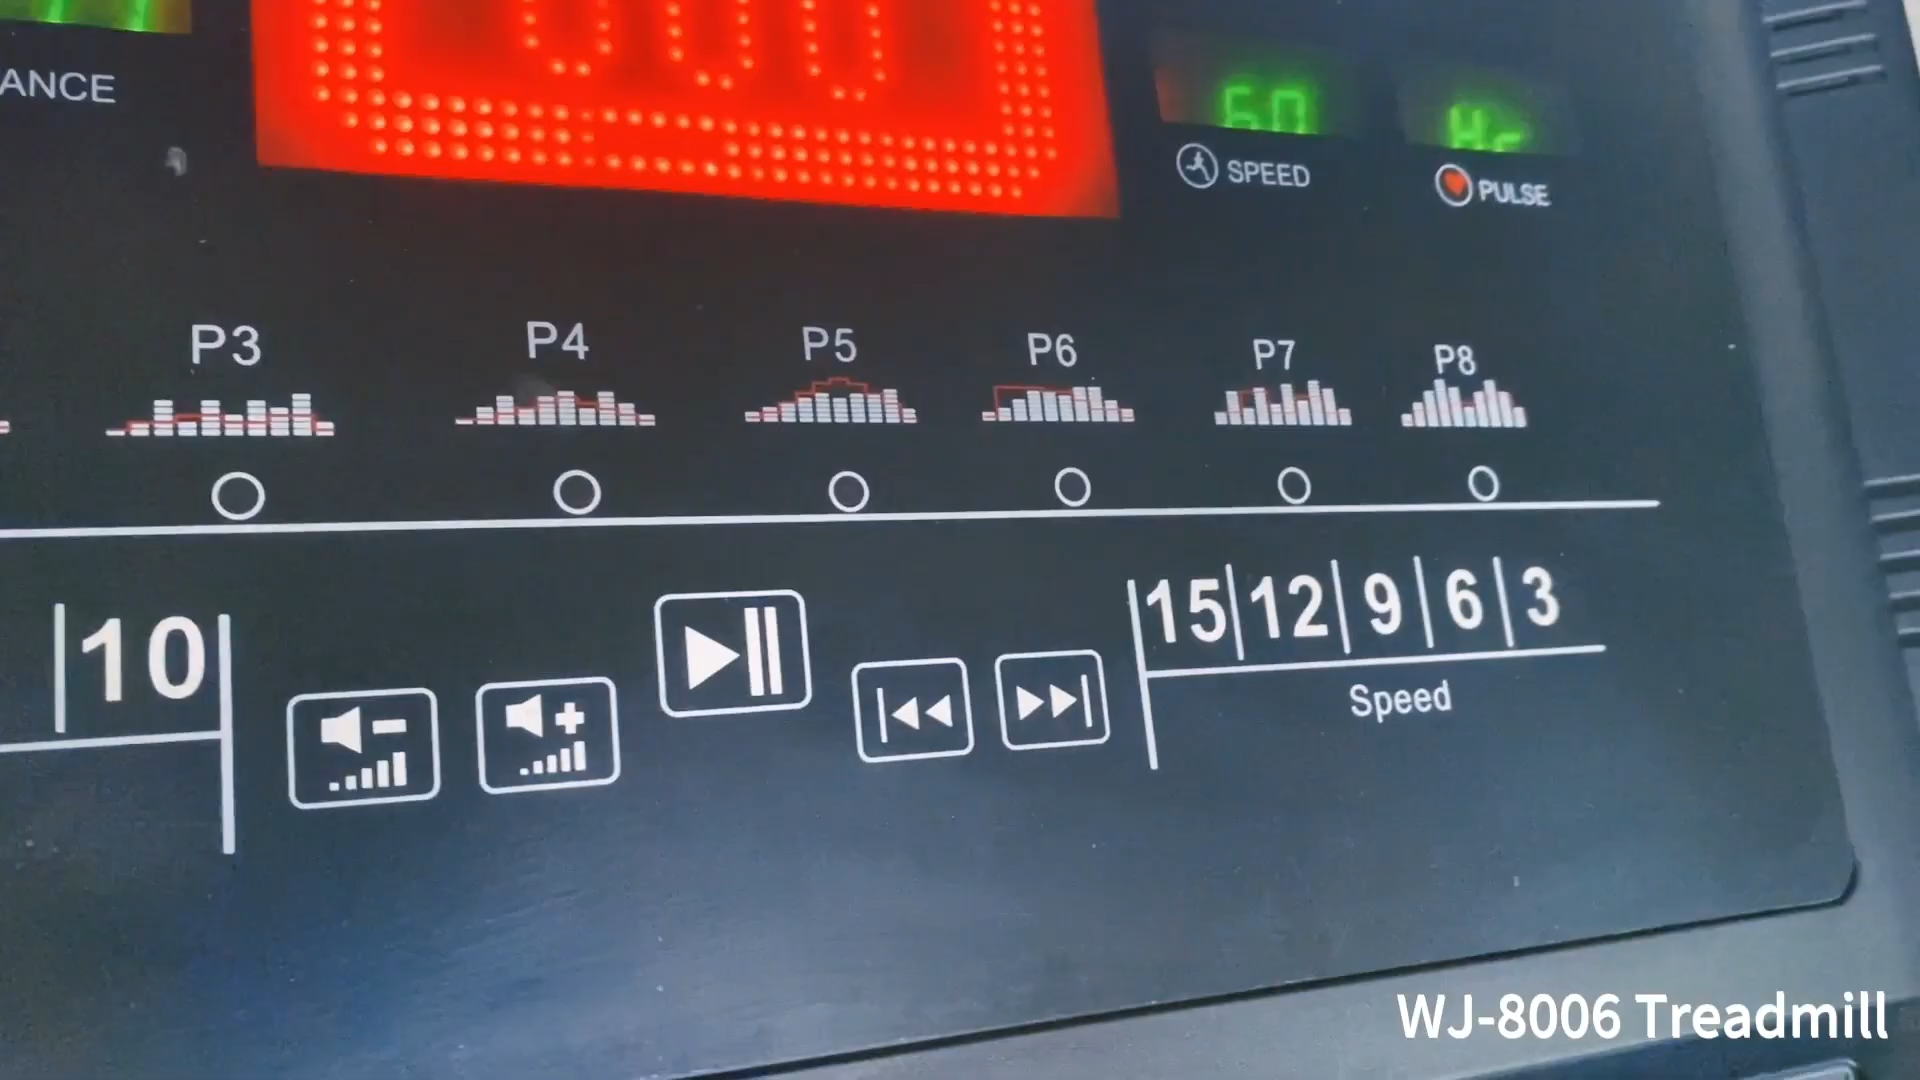 ANCE
SPEED
PULSE
P3 P4 P5 P6 P7 P8
10
15 12 9 6 3
Speed
WJ-8006 Treadmill